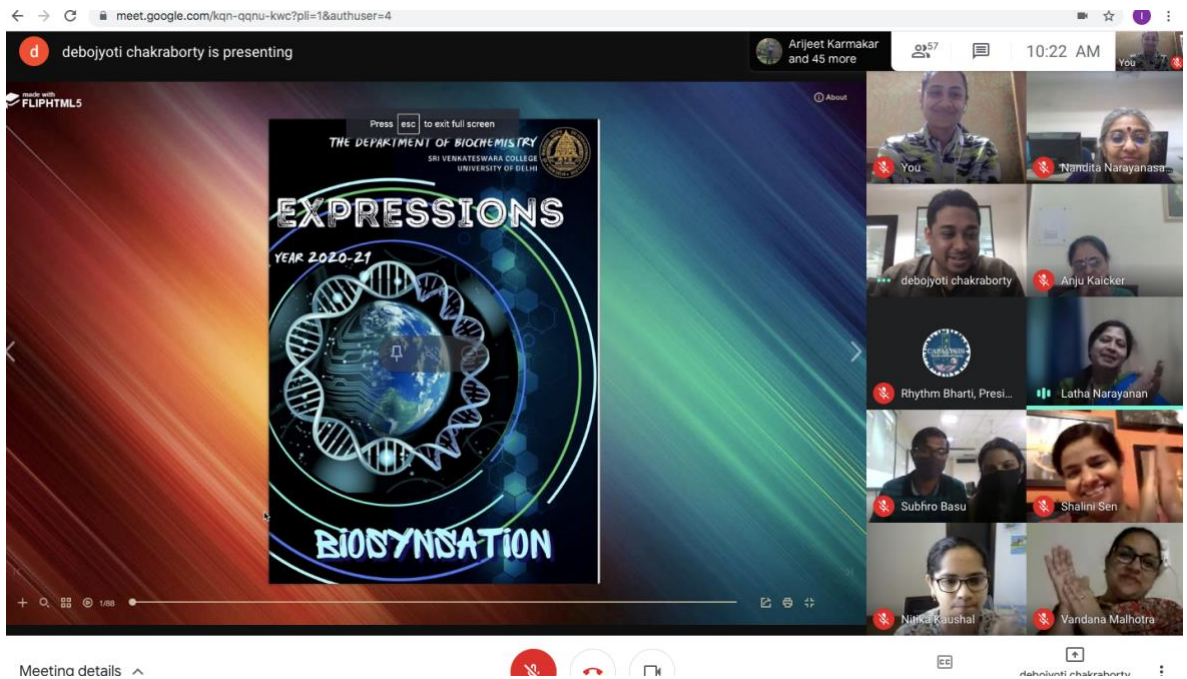 meet.google.com/kqn-qqnu-kwc?pli=1&authuser=4
I
d
debojyoti chakraborty is presenting
Arijeet Karmakar
and 45 more
57
10:22 AM
You
made with
FLIPHTML5
About
Press esc to exit full screen
THE DEPARTMENT OF BIOCHEMISTRY
SRI VENKATESWARA COLLEGE
UNIVERSITY OF DELHI
EXPRESSIONS
YEAR 2020-21
BIOSYNSATION
1/88
You
Nandita Narayanasa...
debojyoti chakraborty
Anju Kaicker
CATALYSIS
Rhythm Bharti, Presi...
Latha Narayanan
Subhro Basu
Shalini Sen
Nitika Kaushal
Vandana Malhotra
Meeting details
CC
debojyoti chakraborty